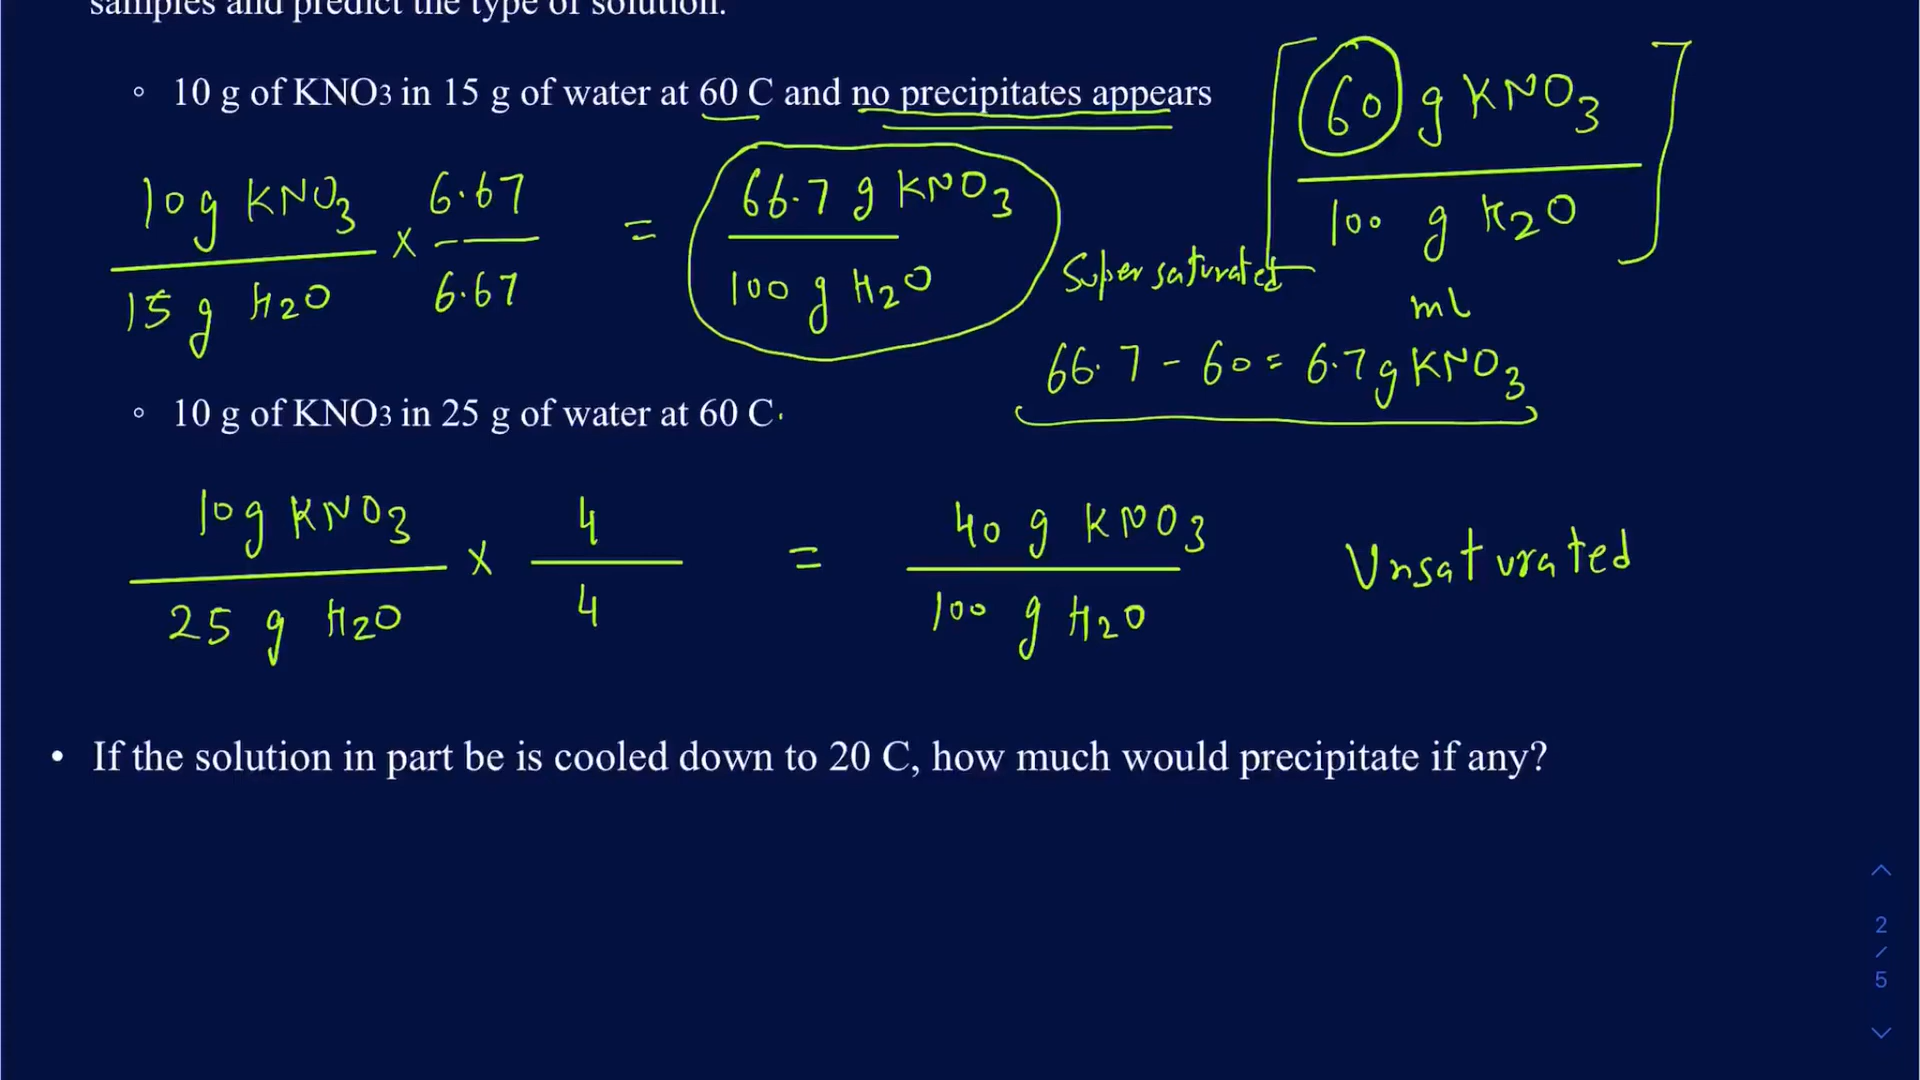 samples and predict the type of solution.
◦ 10 g of KNO3 in 15 g of water at 60 C and no precipitates appears
60 g KNO3
100 g H2O
ml
10 g KNO3 × 6.67 = 66.7 g KNO3
15 g H2O 6.67 100 g H2O
Super saturated
66.7 - 60 = 6.7 g KNO3
◦ 10 g of KNO3 in 25 g of water at 60 C.
10 g KNO3 × 4 = 40 g KNO3 Unsaturated
25 g H2O 4 100 g H2O
• If the solution in part be is cooled down to 20 C, how much would precipitate if any?
2
/
5